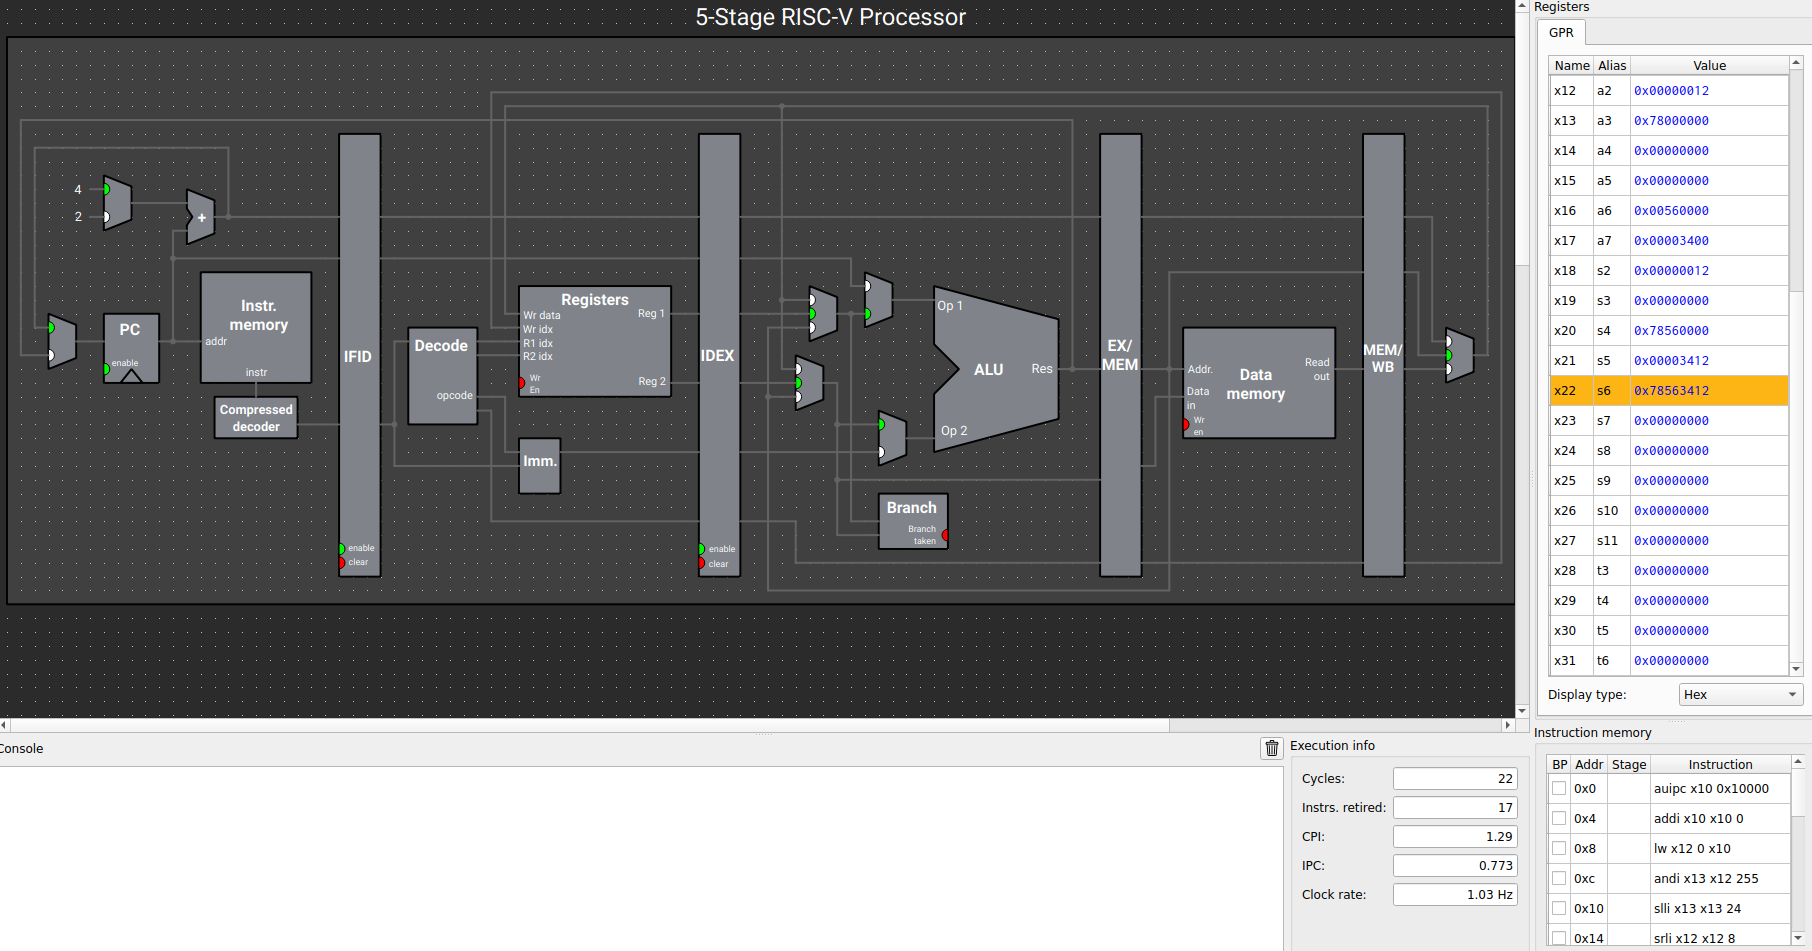 5-Stage RISC-V Processor
4
2
+
PC
enable
Instr.
memory
addr
instr
Compressed
decoder
IFID
enable
clear
Decode
opcode
Registers
Wr data
Wr idx
R1 idx
R2 idx
Wr
En
Reg 1
Reg 2
Imm.
IDEX
enable
clear
Op 1
ALU
Res
Op 2
Branch
Branch
taken
EX/
MEM
Addr.
Data
in
Wr
en
Data
memory
Read
out
MEM/
WB
Registers
GPR
Name Alias Value
x12 a2 0x00000012
x13 a3 0x78000000
x14 a4 0x00000000
x15 a5 0x00000000
x16 a6 0x00560000
x17 a7 0x00003400
x18 s2 0x00000012
x19 s3 0x00000000
x20 s4 0x78560000
x21 s5 0x00003412
x22 s6 0x78563412
x23 s7 0x00000000
x24 s8 0x00000000
x25 s9 0x00000000
x26 s10 0x00000000
x27 s11 0x00000000
x28 t3 0x00000000
x29 t4 0x00000000
x30 t5 0x00000000
x31 t6 0x00000000
Display type: Hex
Console
Execution info
Cycles: 22
Instrs. retired: 17
CPI: 1.29
IPC: 0.773
Clock rate: 1.03 Hz
Instruction memory
BP Addr Stage Instruction
0x0 auipc x10 0x10000
0x4 addi x10 x10 0
0x8 lw x12 0 x10
0xc andi x13 x12 255
0x10 slli x13 x13 24
0x14 srli x12 x12 8